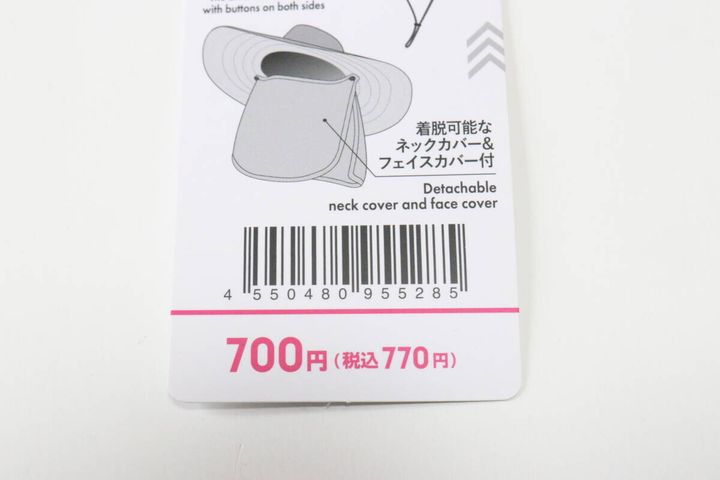 with buttons on both sides
着脱可能な
ネックカバー&
フェイスカバー付
Detachable
neck cover and face cover
4 550480 955285
700円(税込770円)